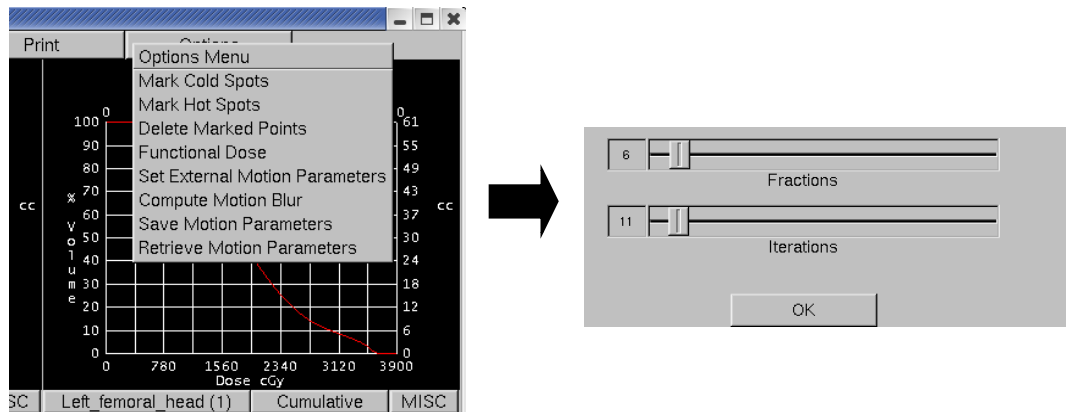 Print
Options Menu
Mark Cold Spots
Mark Hot Spots
Delete Marked Points
Functional Dose
Set External Motion Parameters
Compute Motion Blur
Save Motion Parameters
Retrieve Motion Parameters
0 0
100 61
90 55
80 49
70 43
60 37
50 30
40 24
30 18
20 12
10 6
0 0
% Volume
cc cc
0 780 1560 2340 3120 3900
Dose cGy
SC Left_femoral_head (1) Cumulative MISC
6
Fractions
11
Iterations
OK